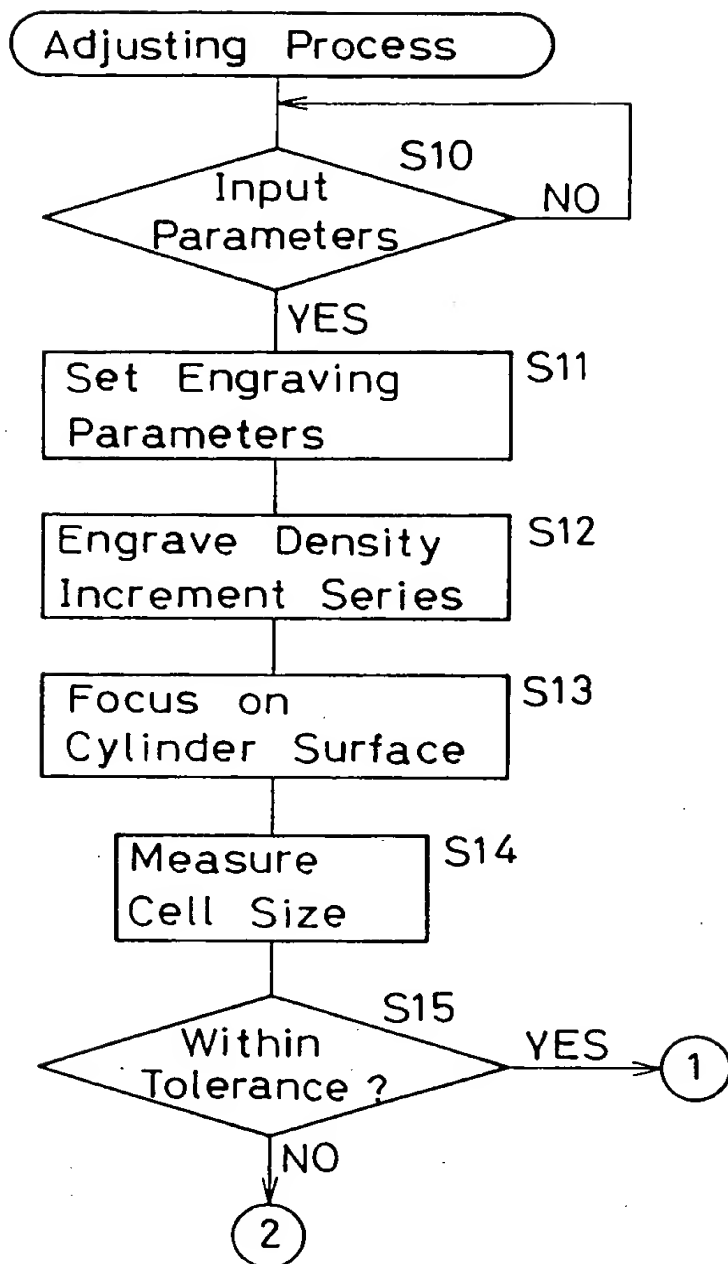 Adjusting Process
S10
Input
Parameters
NO
YES
Set Engraving
Parameters
S11
Engrave Density
Increment Series
S12
Focus on
Cylinder Surface
S13
Measure
Cell Size
S14
S15
Within
Tolerance?
YES
1
NO
2